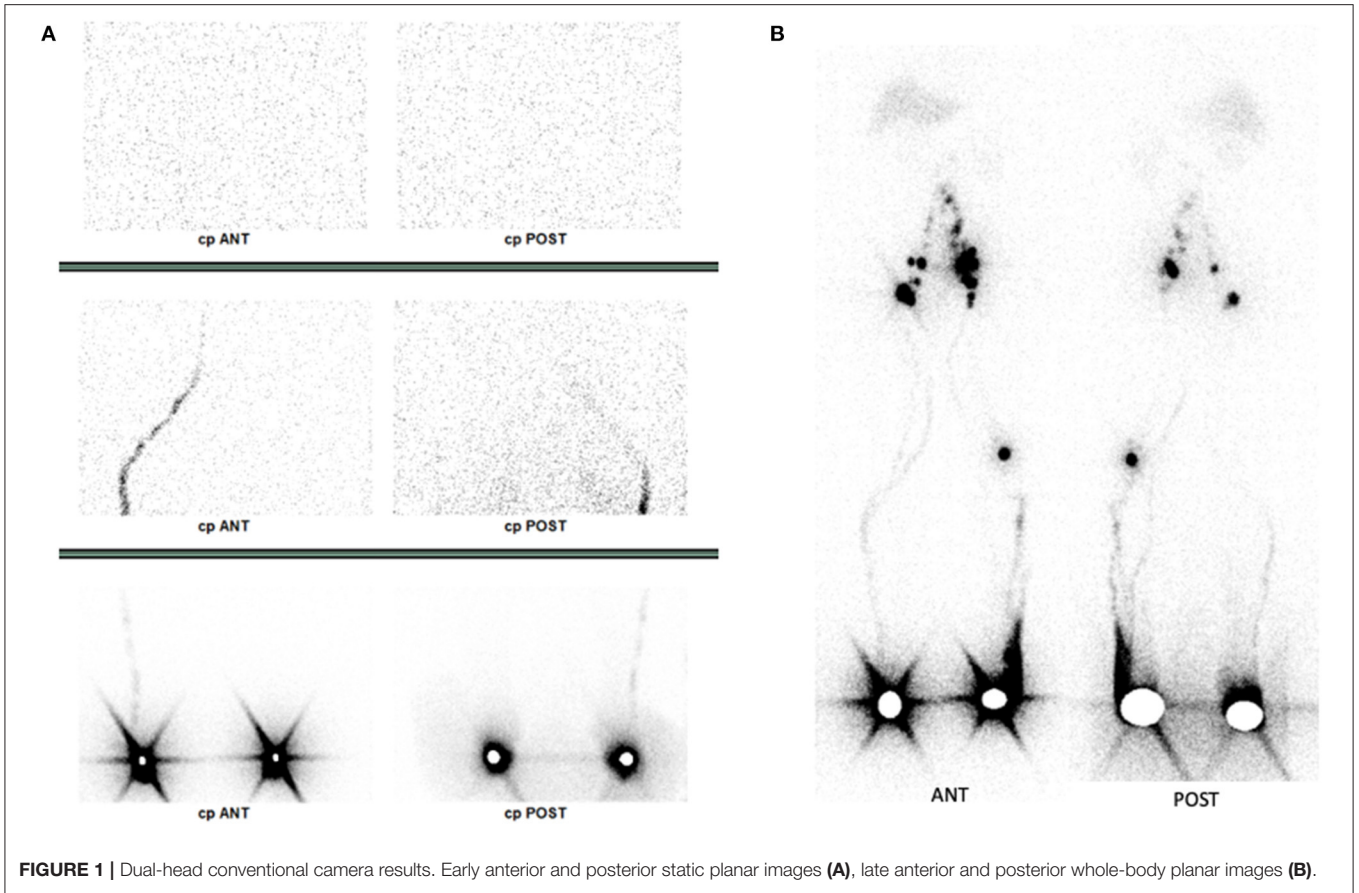 A
B
cp ANT
cp POST
cp ANT
cp POST
cp ANT
cp POST
ANT
POST
FIGURE 1 | Dual-head conventional camera results. Early anterior and posterior static planar images (A), late anterior and posterior whole-body planar images (B).